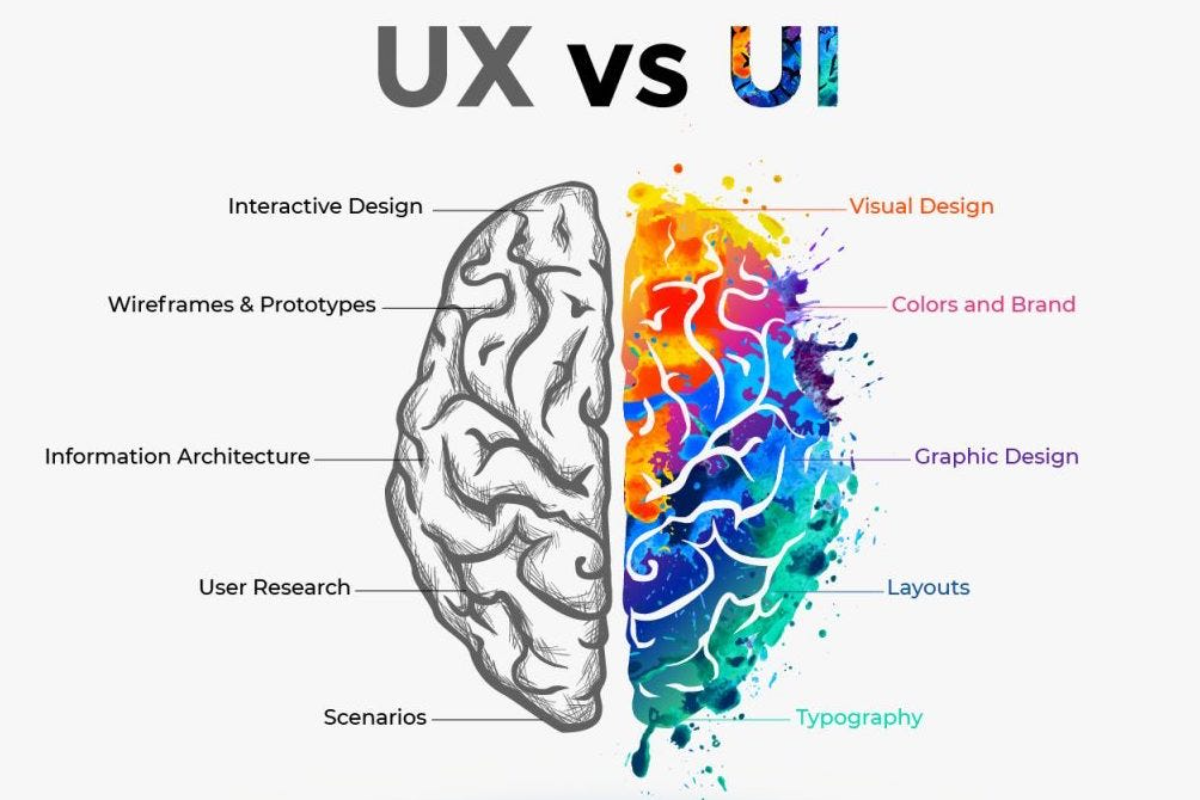 UX vs UI
Interactive Design
Visual Design
Wireframes & Prototypes
Colors and Brand
Information Architecture
Graphic Design
User Research
Layouts
Scenarios
Typography